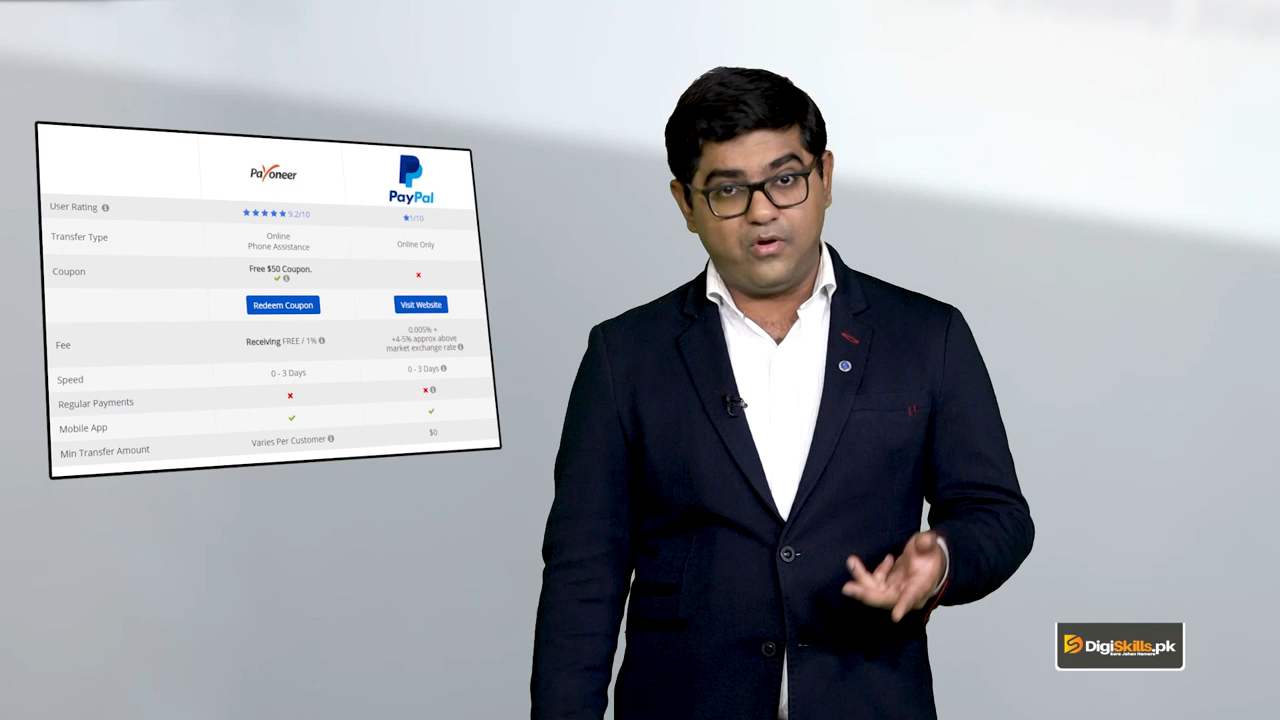 Payoneer
PayPal
User Rating
9.2/10
1/10
Transfer Type
Online
Phone Assistance
Online Only
Coupon
Free $50 Coupon.
Redeem Coupon
Visit Website
Fee
Receiving FREE / 1%
0.005% +
+4-5% approx above
market exchange rate
Speed
0 - 3 Days
0 - 3 Days
Regular Payments
Mobile App
Min Transfer Amount
Varies Per Customer
$0
DigiSkills.pk
Sara Jahan Hamara